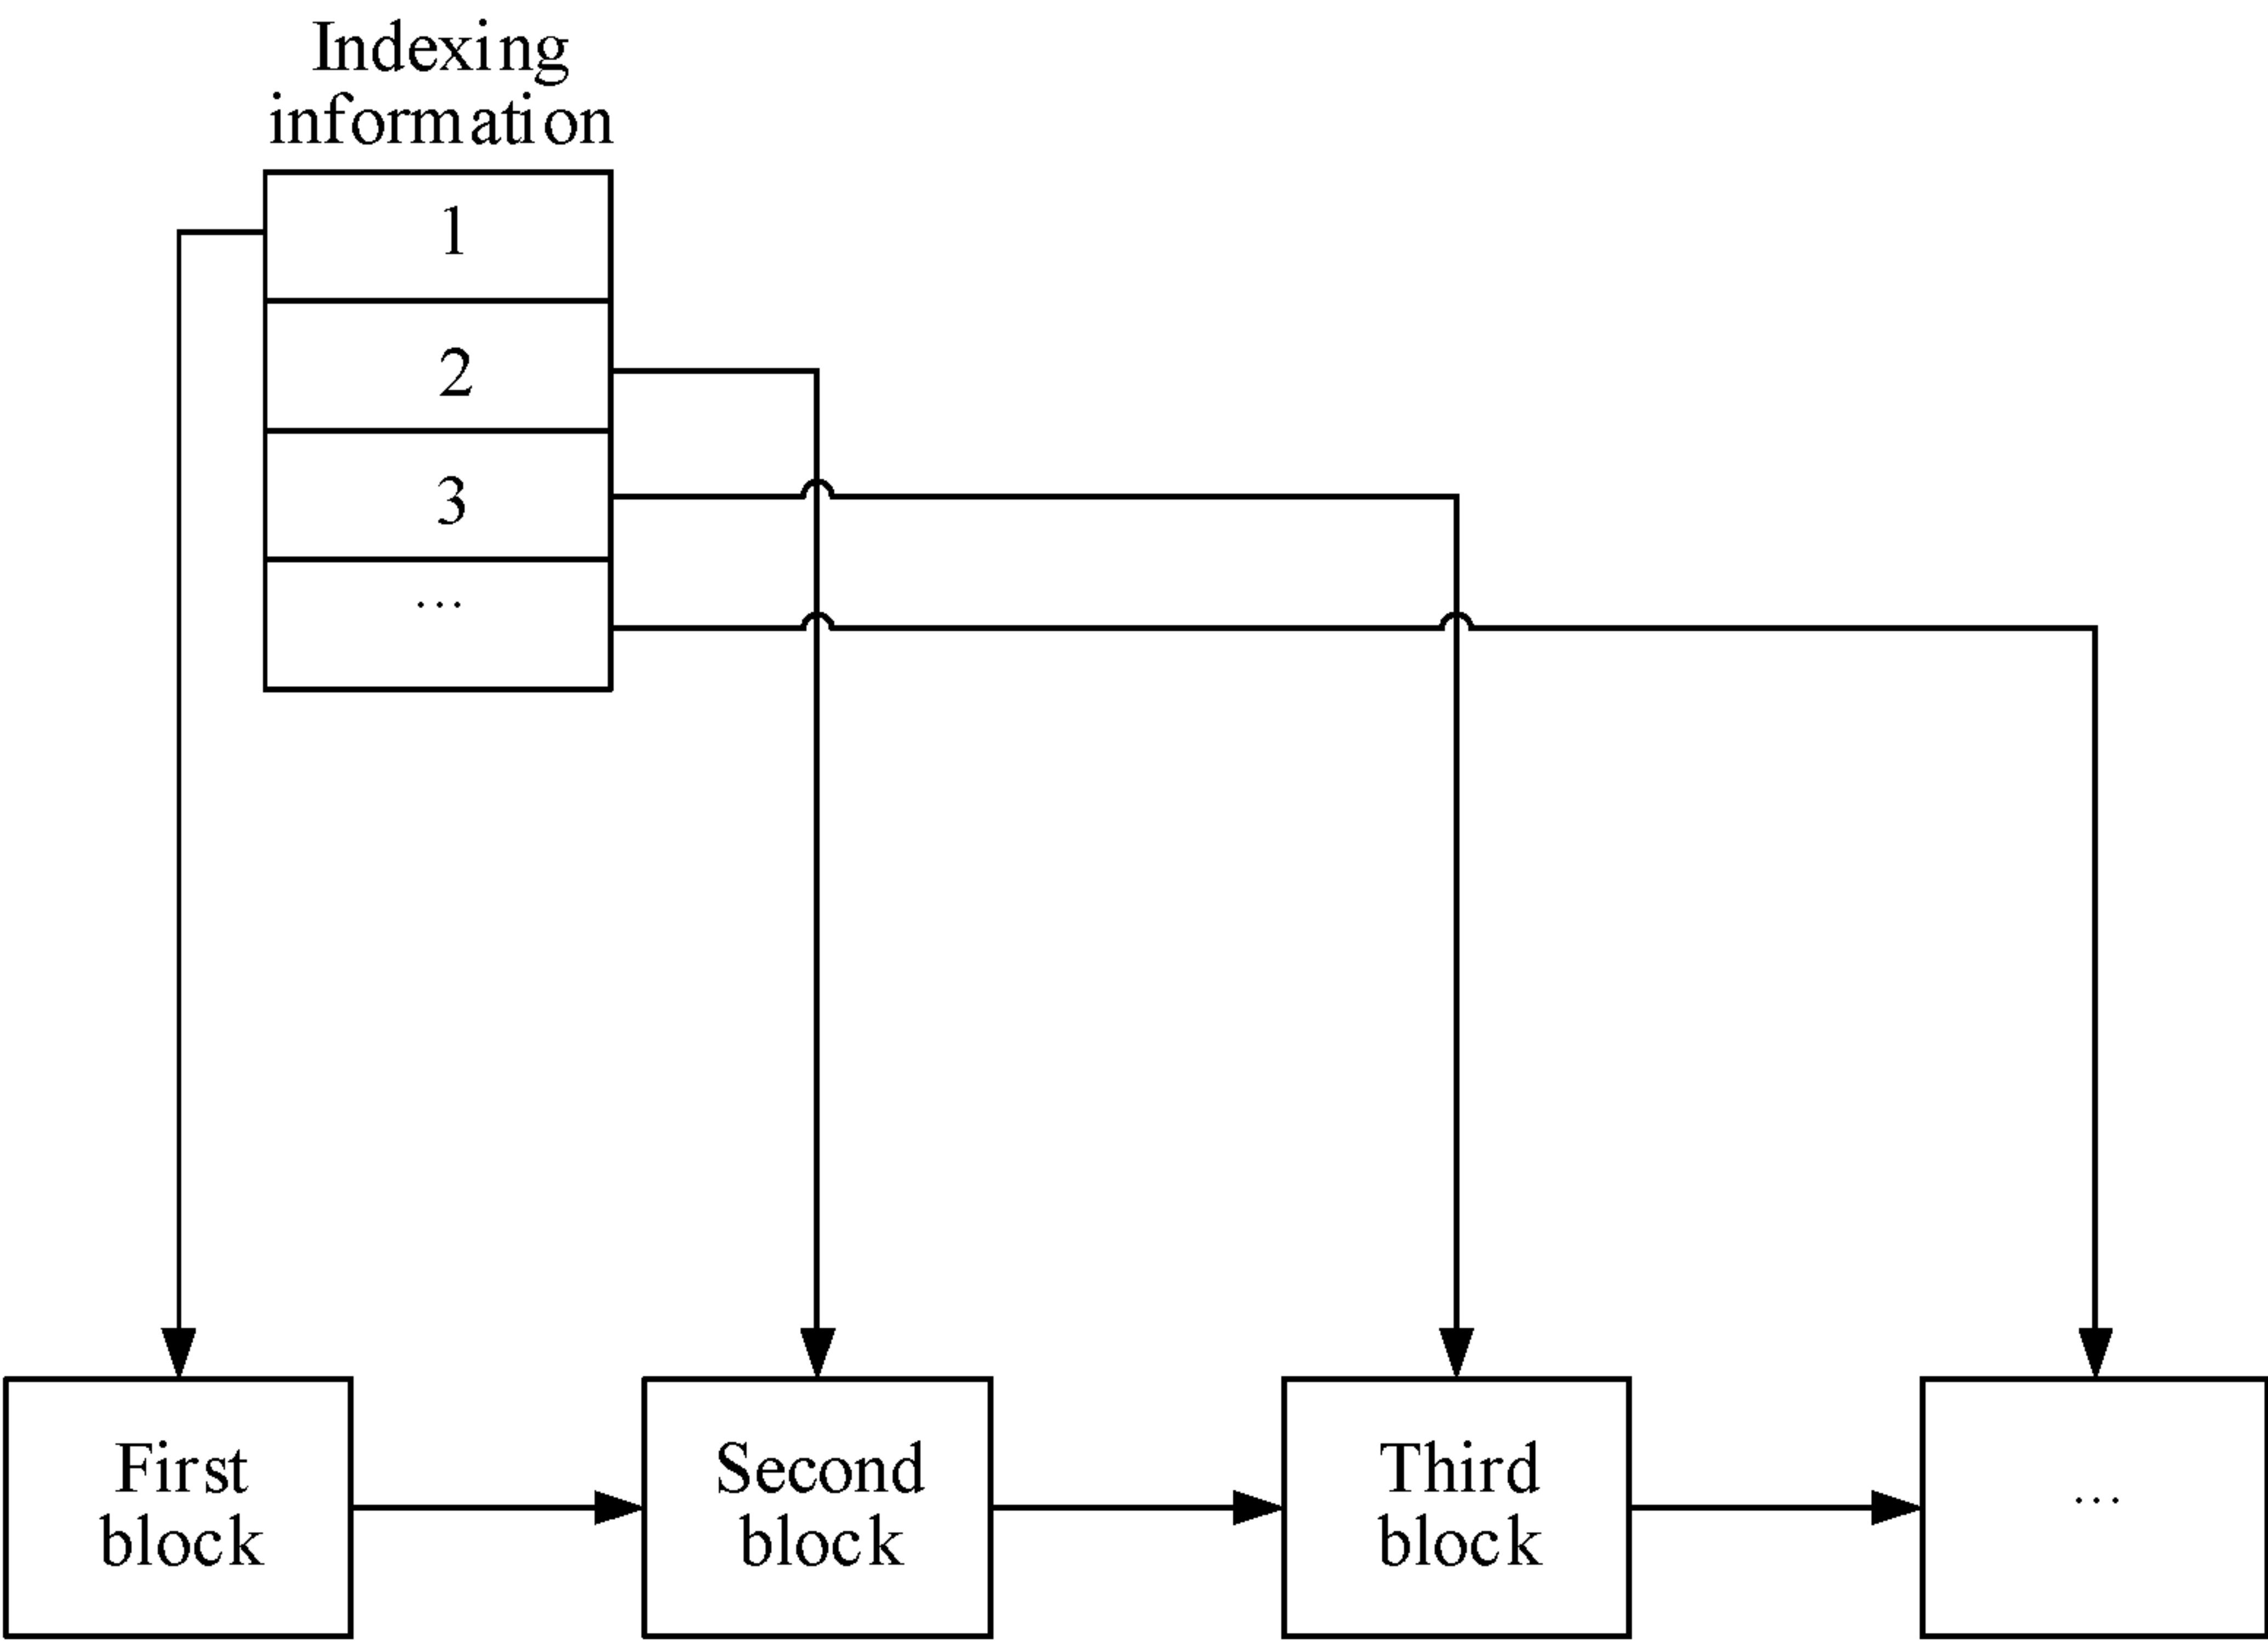 Indexing
information
1
2
3
...
First
block
Second
block
Third
block
...